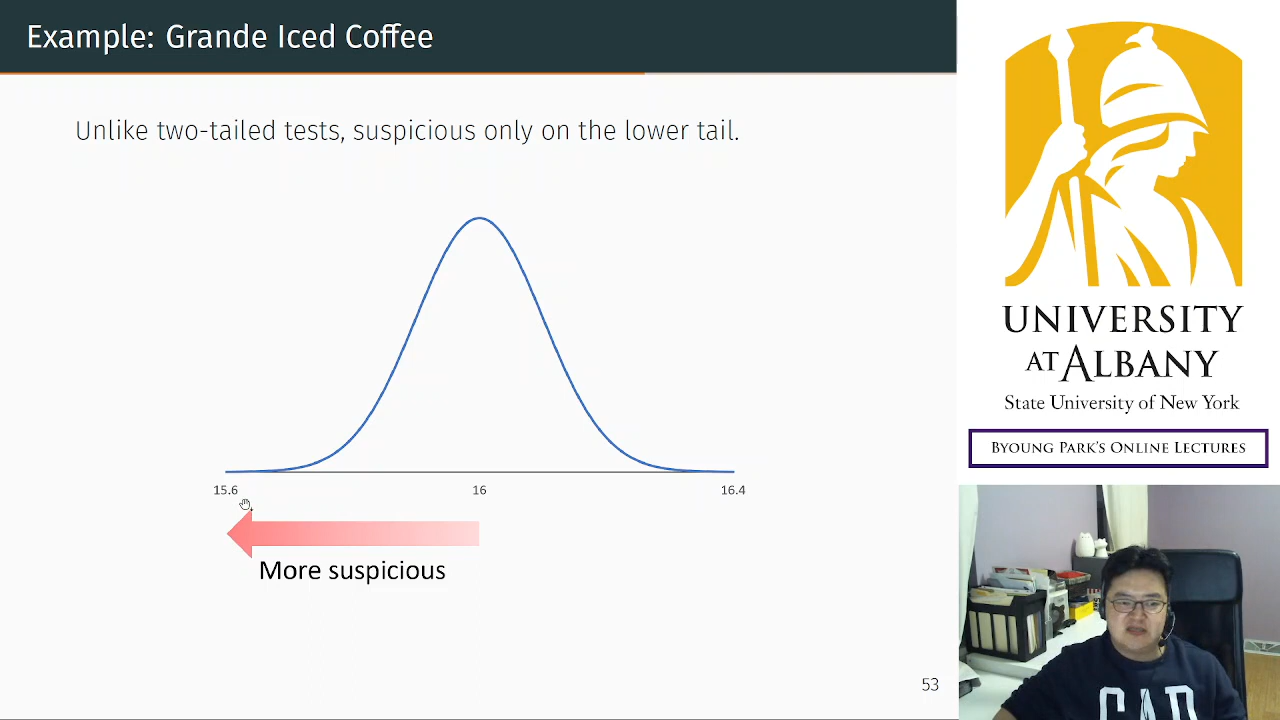 Example: Grande Iced Coffee
Unlike two-tailed tests, suspicious only on the lower tail.
15.6
16
16.4
More suspicious
53
UNIVERSITY
AT ALBANY
State University of New York
BYOUNG PARK'S ONLINE LECTURES
GAP